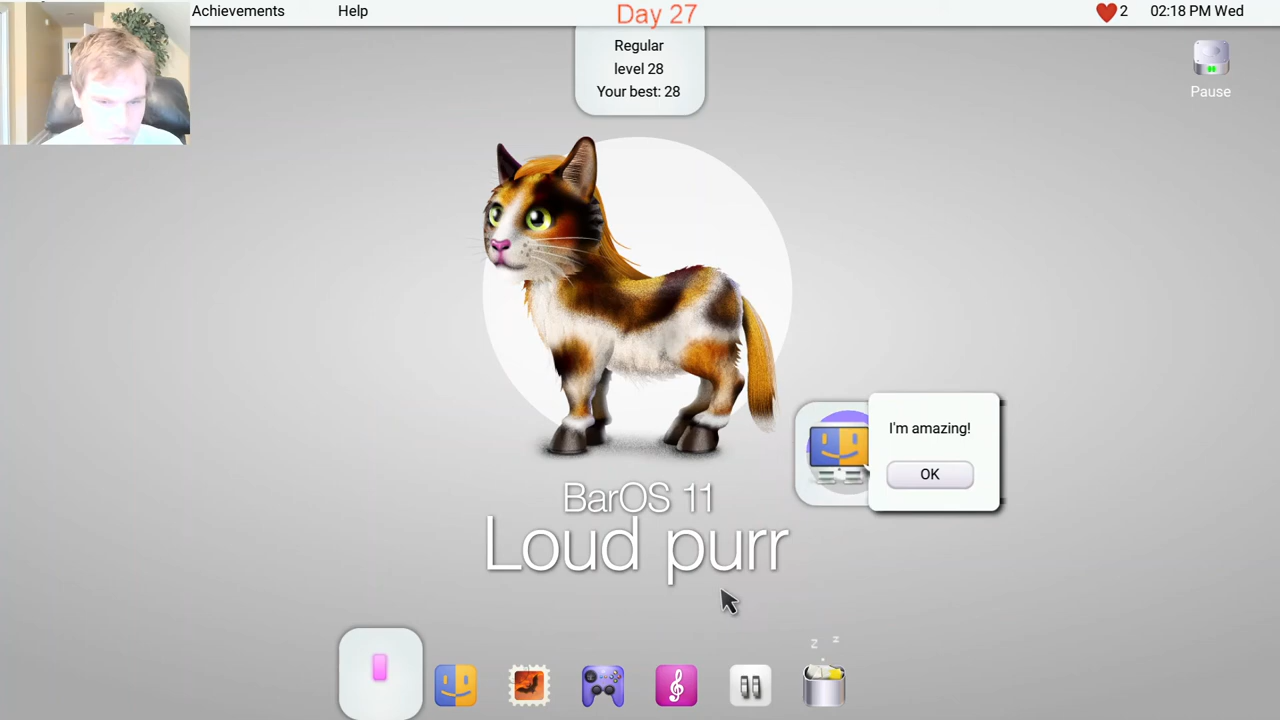 Achievements
Help
Day 27
2
02:18 PM Wed
Regular
level 28
Your best: 28
Pause
I'm amazing!
OK
BarOS 11
Loud purr
z z